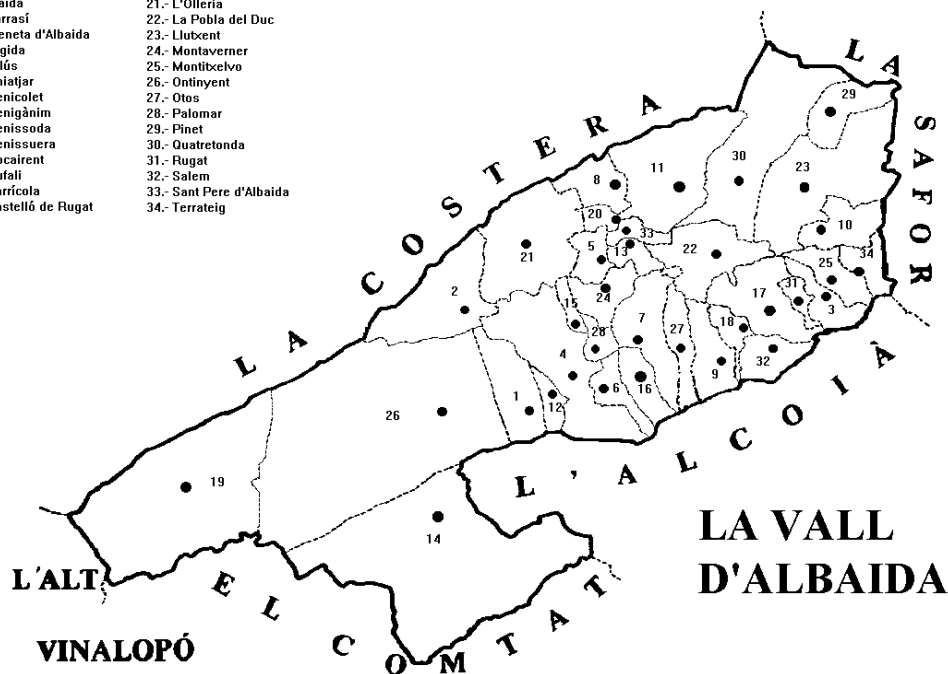 aida 21.- L'Olleria
rrasí 22.- La Pobla del Duc
eneta d'Albaida 23.- Llutxent
gida 24.- Montaverner
lús 25.- Montitxelvo
iatjar 26.- Ontinyent
enicolet 27.- Otos
enigànim 28.- Palomar
enissoda 29.- Pinet
enissuera 30.- Quatretonda
ocairent 31.- Rugat
ufali 32.- Salem
arrícola 33.- Sant Pere d'Albaida
astelló de Rugat 34.- Terrateig
LA SAFOR
LA COSTERA
29
8
11
30
23
20
33
10
13
21
5
22
25
34
2
24
17
31
3
15
18
7
28
27
32
4
9
1
12
6
16
26
19
14
L'ALCOIÀ
LA VALL
D'ALBAIDA
L'ALT
VINALOPÓ
EL COMTAT